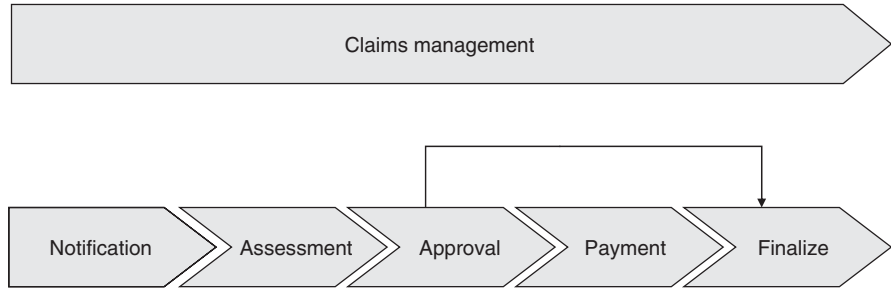 Claims management
Notification Assessment Approval Payment Finalize